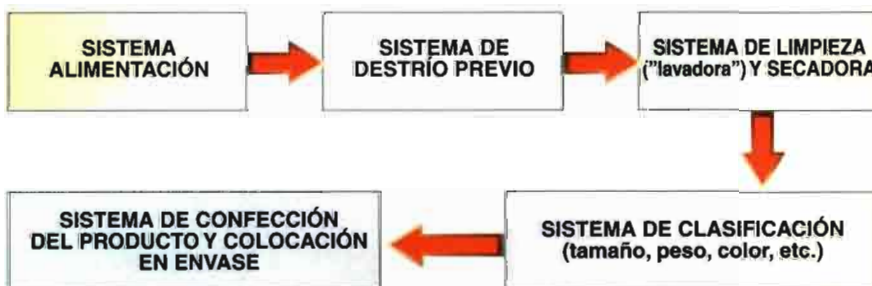 SISTEMA
ALIMENTACIÓN
SISTEMA DE
DESTRÍO PREVIO
SISTEMA DE LIMPIEZA
("lavadora") Y SECADORA
SISTEMA DE CLASIFICACIÓN
(tamaño, peso, color, etc.)
SISTEMA DE CONFECCIÓN
DEL PRODUCTO Y COLOCACIÓN
EN ENVASE